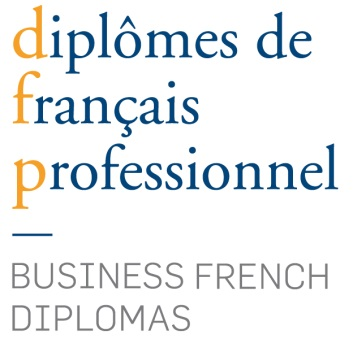 diplômes de
français
professionnel
BUSINESS FRENCH
DIPLOMAS